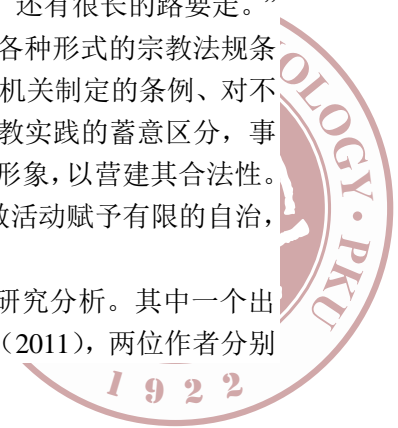 还有很长的路要走。”
各种形式的宗教法规条
机关制定的条例、对不
教实践的蓄意区分，事
形象，以营建其合法性。
教活动赋予有限的自治，
研究分析。其中一个出
（2011），两位作者分别
OLOGY · PKU
1922